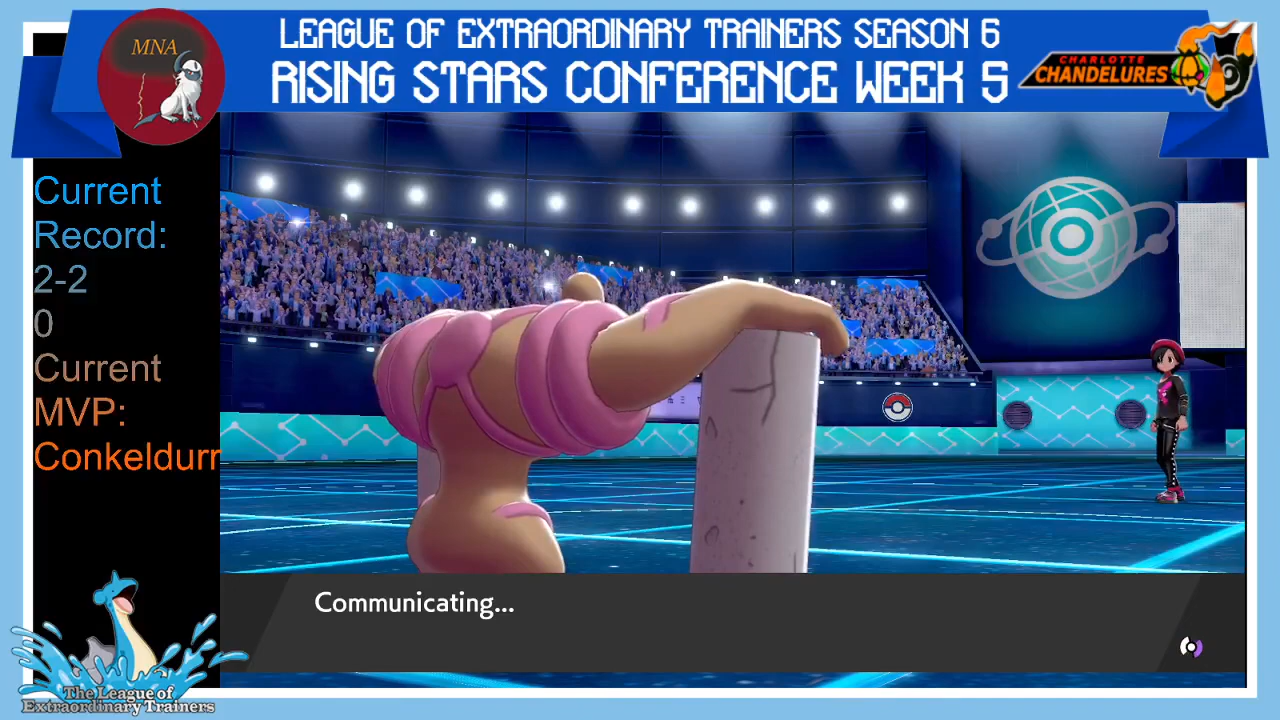 LEAGUE OF EXTRAORDINARY TRAINERS SEASON 6
RISING STARS CONFERENCE WEEK 5
MNA
CHARLOTTE
CHANDELURES
Current
Record:
2-2
0
Current
MVP:
Conkeldurr
Communicating...
The League of
Extraordinary Trainers